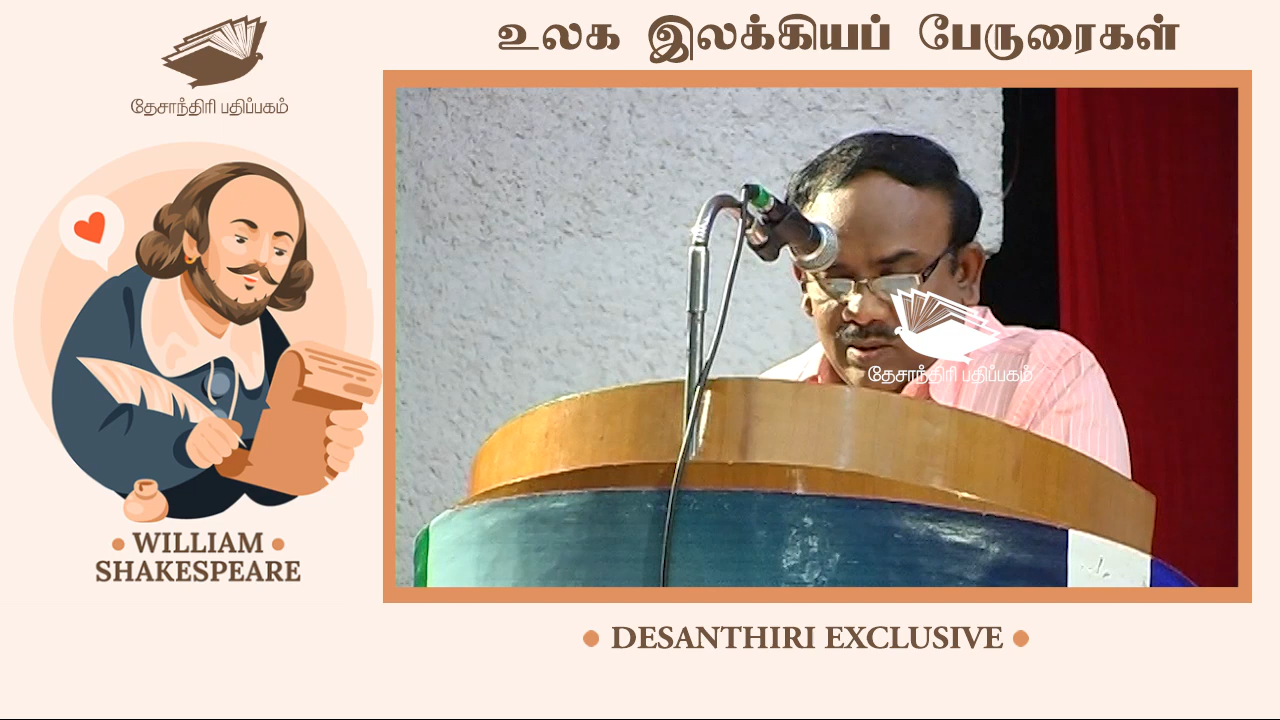 உலக இலக்கியப் பேருரைகள்
தேசாந்திரி பதிப்பகம்
தேசாந்திரி பதிப்பகம்
WILLIAM
SHAKESPEARE
DESANTHIRI EXCLUSIVE